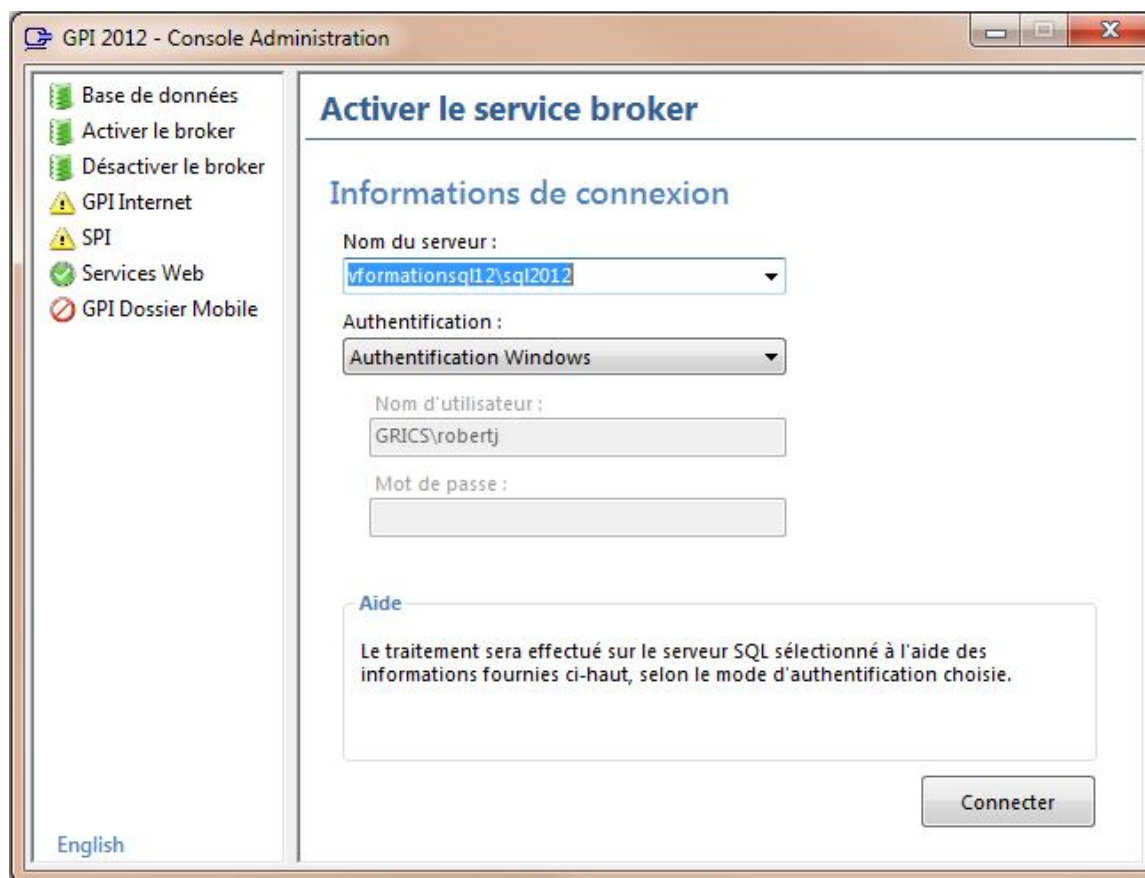 GPI 2012 - Console Administration
Base de données
Activer le broker
Désactiver le broker
GPI Internet
SPI
Services Web
GPI Dossier Mobile
English
Activer le service broker
Informations de connexion
Nom du serveur :
vformationsql12\sql2012
Authentification :
Authentification Windows
Nom d'utilisateur :
GRICS\robertj
Mot de passe :
Aide
Le traitement sera effectué sur le serveur SQL sélectionné à l'aide des
informations fournies ci-haut, selon le mode d'authentification choisie.
Connecter